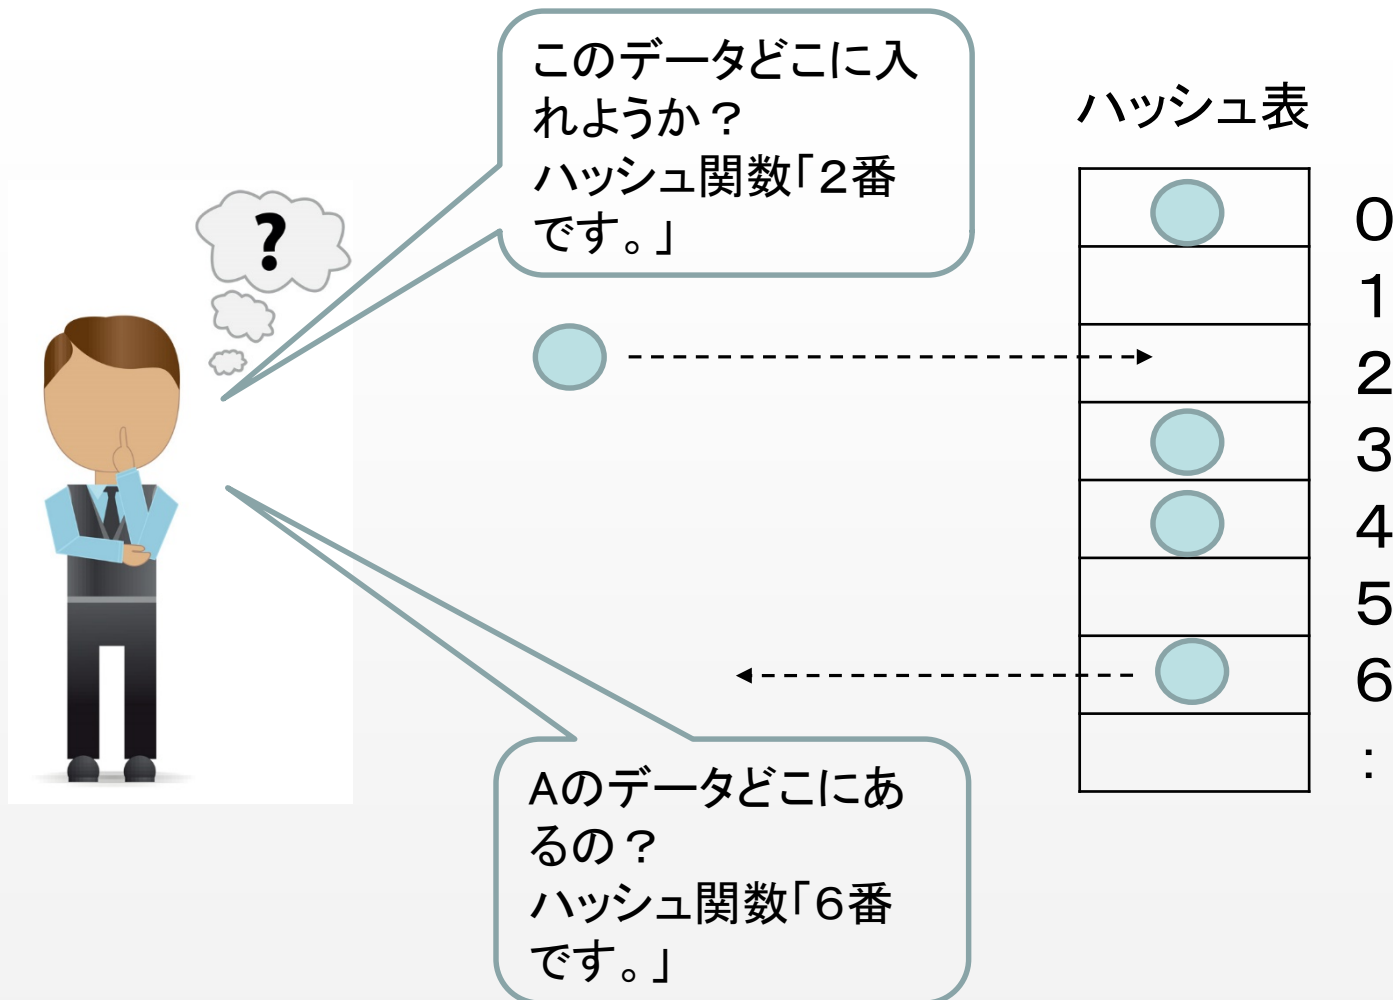 このデータどこに入
れようか？
ハッシュ関数「２番
です。」
ハッシュ表
?
0
1
2
3
4
5
6
:
Aのデータどこにあ
るの？
ハッシュ関数「６番
です。」